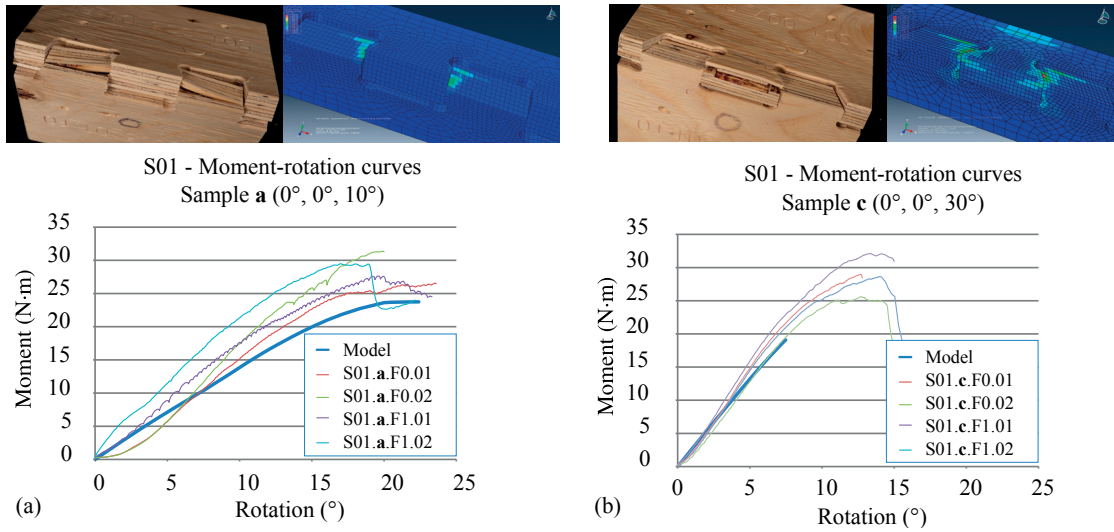 S01 - Moment-rotation curves
Sample a (0°, 0°, 10°)
Moment (N·m)
35
30
25
20
15
10
5
0
0 5 10 15 20 25
Rotation (°)
Model
S01.a.F0.01
S01.a.F0.02
S01.a.F1.01
S01.a.F1.02
(a)
S01 - Moment-rotation curves
Sample c (0°, 0°, 30°)
Moment (N·m)
35
30
25
20
15
10
5
0
0 5 10 15 20 25
Rotation (°)
Model
S01.c.F0.01
S01.c.F0.02
S01.c.F1.01
S01.c.F1.02
(b)